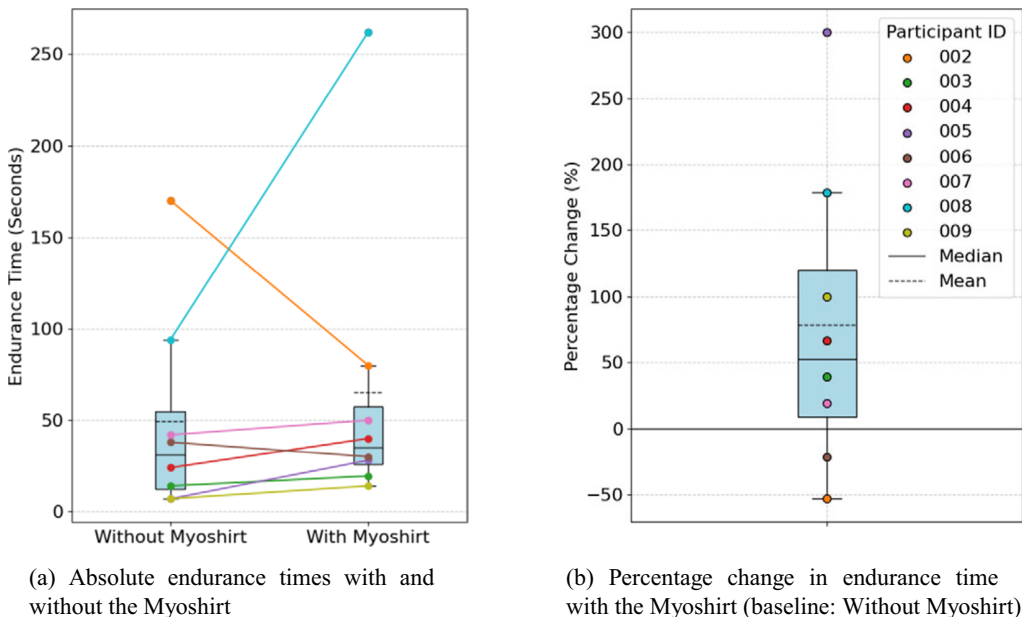 250
200
150
100
50
0
Endurance Time (Seconds)
Without Myoshirt
With Myoshirt
(a) Absolute endurance times with and
without the Myoshirt
300
250
200
150
100
50
0
−50
Percentage Change (%)
Participant ID
002
003
004
005
006
007
008
009
Median
Mean
(b) Percentage change in endurance time
with the Myoshirt (baseline: Without Myoshirt)